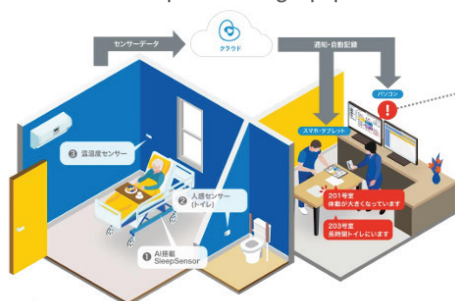 センサーデータ
クラウド
通知・自動記録
パソコン
スマホ・タブレット
❸ 温湿度センサー
❷ 人感センサー
(トイレ)
❶ AI搭載
SleepSensor
201号室
体動が大きくなっています
203号室
長時間トイレにいます